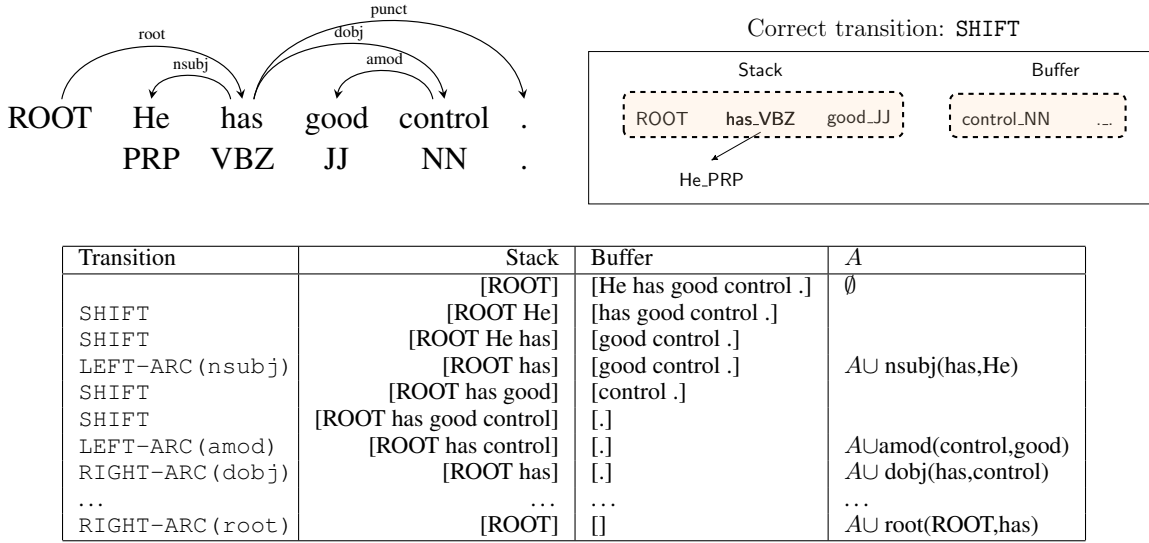 punct
root
dobj
nsubj
amod
ROOT He has good control .
PRP VBZ JJ NN .
Correct transition: SHIFT
Stack Buffer
ROOT has_VBZ good_JJ control_NN ._.
He_PRP
Transition Stack Buffer A
[ROOT] [He has good control .] ∅
SHIFT [ROOT He] [has good control .]
SHIFT [ROOT He has] [good control .]
LEFT-ARC(nsubj) [ROOT has] [good control .] A∪ nsubj(has,He)
SHIFT [ROOT has good] [control .]
SHIFT [ROOT has good control] [.]
LEFT-ARC(amod) [ROOT has control] [.] A∪amod(control,good)
RIGHT-ARC(dobj) [ROOT has] [.] A∪ dobj(has,control)
... ... ... ...
RIGHT-ARC(root) [ROOT] [] A∪ root(ROOT,has)